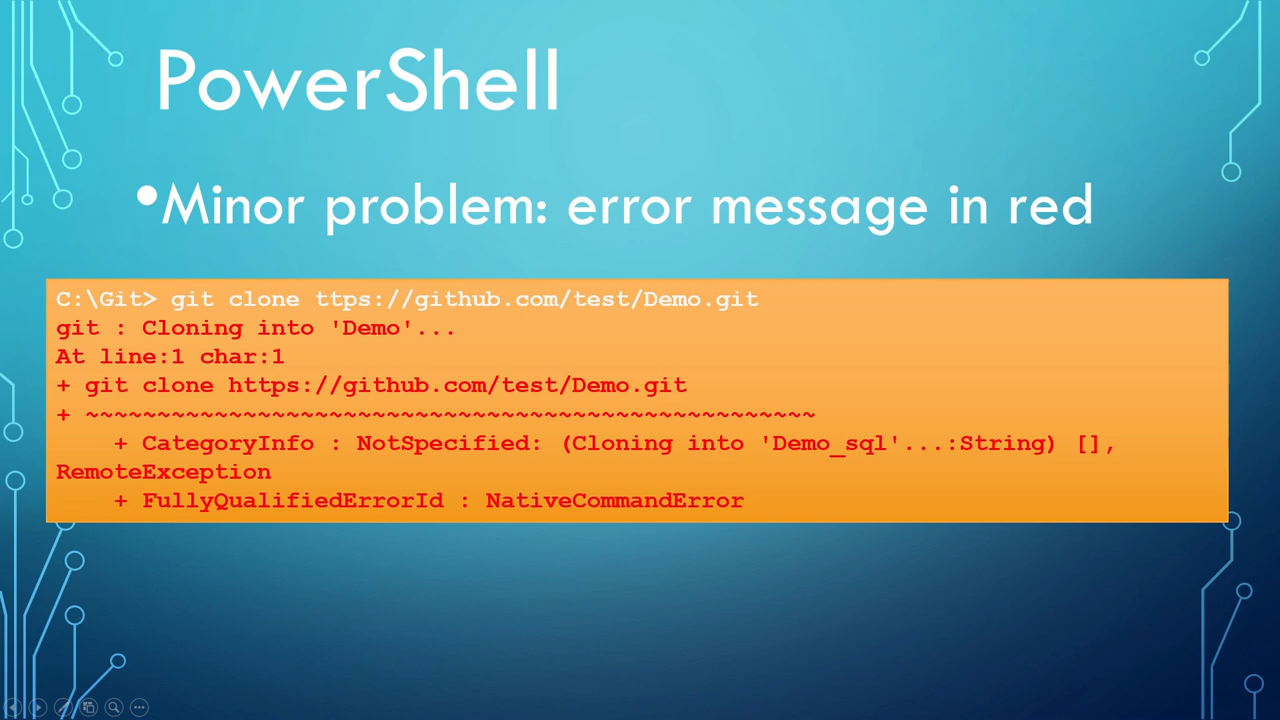 PowerShell
•Minor problem: error message in red
C:\Git> git clone ttps://github.com/test/Demo.git
git : Cloning into 'Demo'...
At line:1 char:1
+ git clone https://github.com/test/Demo.git
+ ~~~~~~~~~~~~~~~~~~~~~~~~~~~~~~~~~~~~~~~~~~~~~~~~~~~
    + CategoryInfo : NotSpecified: (Cloning into 'Demo_sql'...:String) [],
RemoteException
    + FullyQualifiedErrorId : NativeCommandError